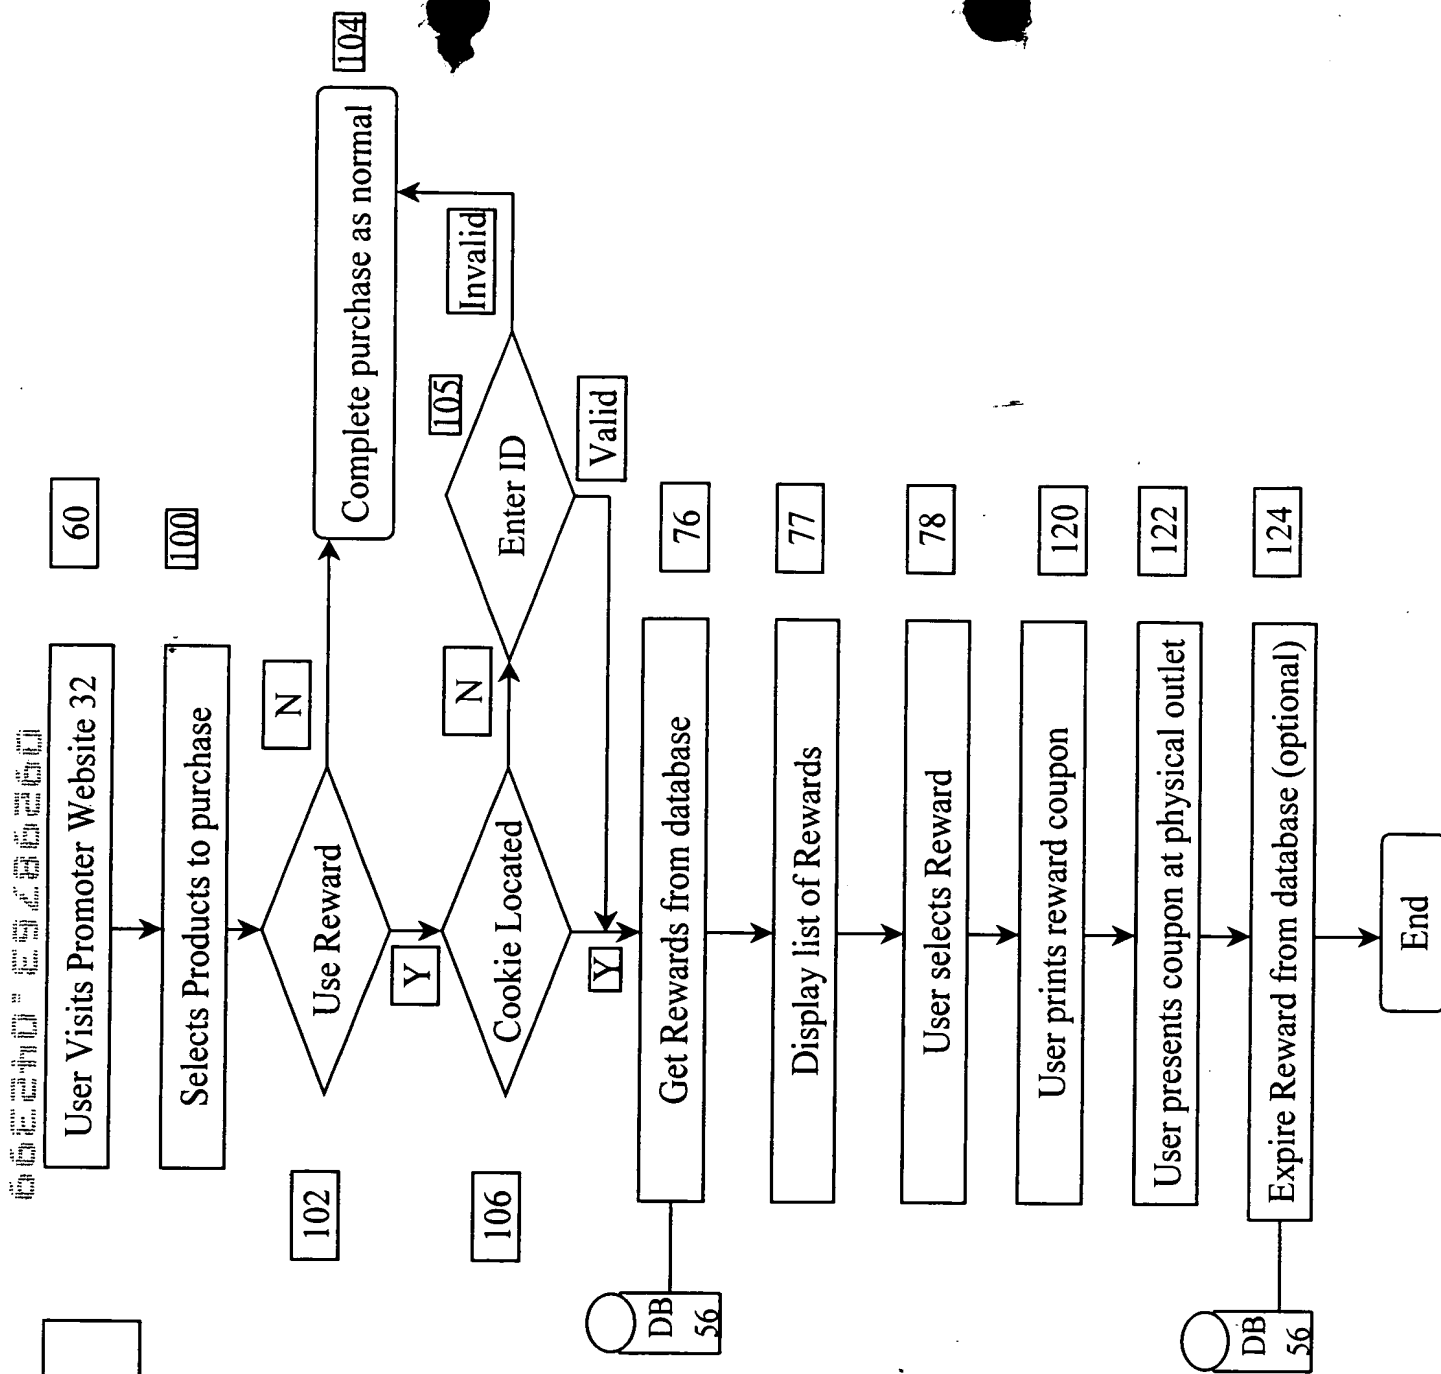 User Visits Promoter Website 32
60
Selects Products to purchase
100
Use Reward
102
N
Complete purchase as normal
104
Y
Cookie Located
106
N
Enter ID
105
Invalid
Valid
Y
Get Rewards from database
76
DB
56
Display list of Rewards
77
User selects Reward
78
User prints reward coupon
120
User presents coupon at physical outlet
122
Expire Reward from database (optional)
124
DB
56
End